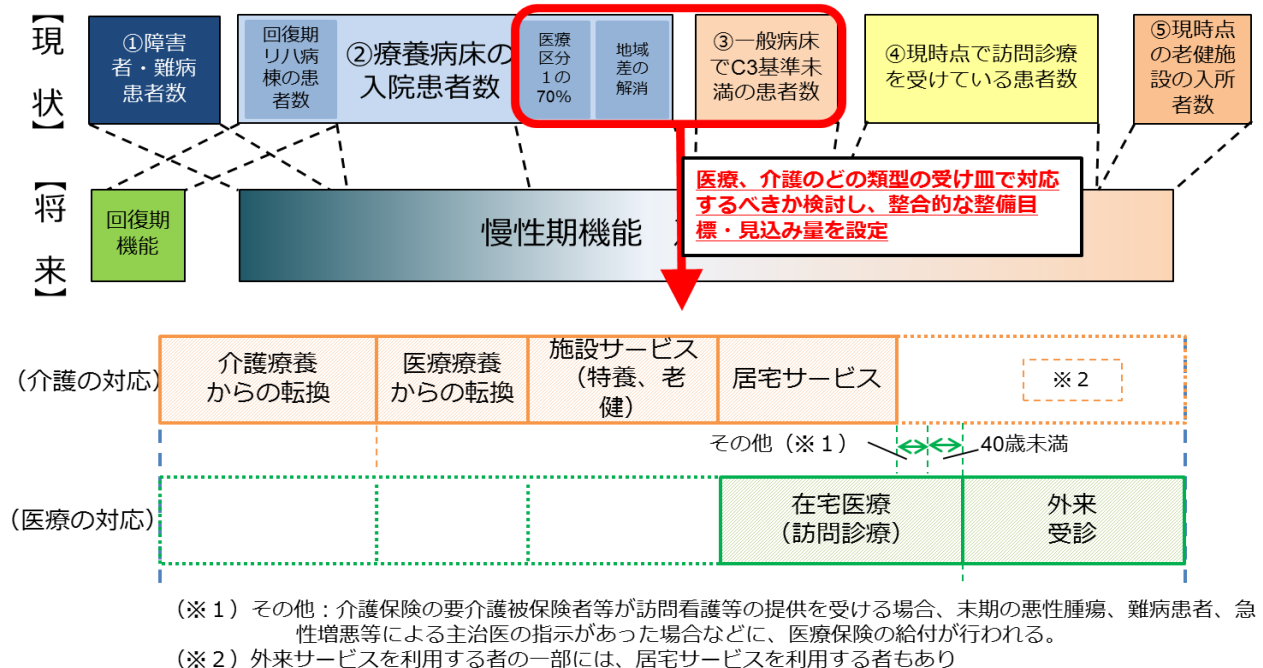 【現状】
①障害
者・難病
患者数
回復期
リハ病
棟の患
者数
②療養病床の
入院患者数
医療
区分
1の
70%
地域
差の
解消
③一般病床
でC3基準未
満の患者数
④現時点で訪問診療
を受けている患者数
⑤現時点
の老健施
設の入所
者数
【将来】
回復期
機能
慢性期機能
医療、介護のどの類型の受け皿で対応
するべきか検討し、整合的な整備目
標・見込み量を設定
(介護の対応)
介護療養
からの転換
医療療養
からの転換
施設サービス
(特養、老
健)
居宅サービス
※2
その他(※1)
40歳未満
(医療の対応)
在宅医療
(訪問診療)
外来
受診
(※1)その他:介護保険の要介護被保険者等が訪問看護等の提供を受ける場合、末期の悪性腫瘍、難病患者、急
性増悪等による主治医の指示があった場合などに、医療保険の給付が行われる。
(※2)外来サービスを利用する者の一部には、居宅サービスを利用する者もあり